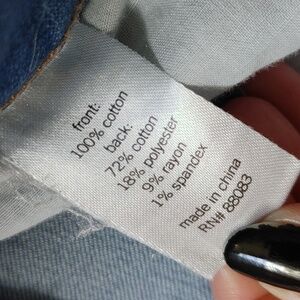 front:
100% cotton
back:
72% cotton
18% polyester
9% rayon
1% spandex
made in china
RN# 88083